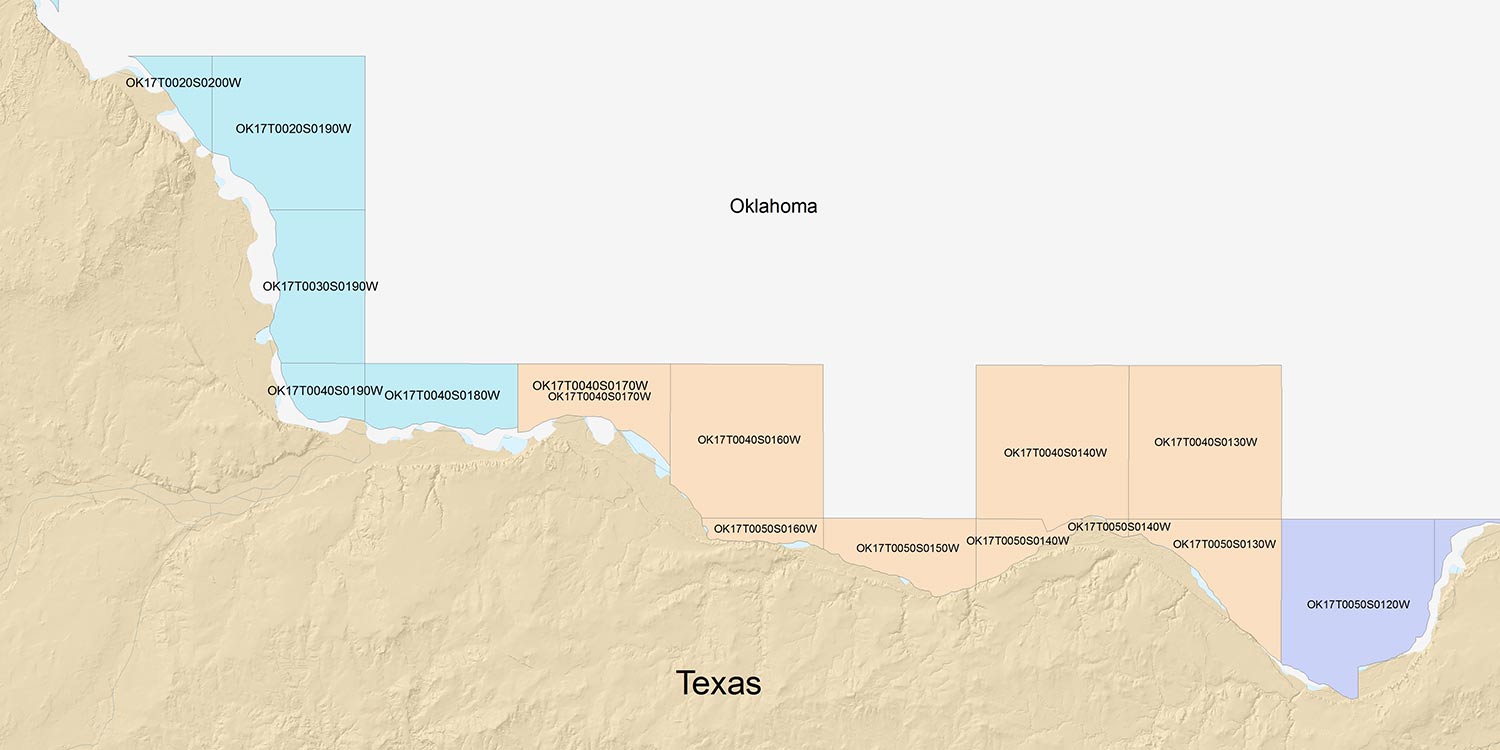 OK17T0020S0200W
OK17T0020S0190W
Oklahoma
OK17T0030S0190W
OK17T0040S0190W
OK17T0040S0180W
OK17T0040S0170W
OK17T0040S0170W
OK17T0040S0160W
OK17T0040S0140W
OK17T0040S0130W
OK17T0050S0160W
OK17T0050S0150W
OK17T0050S0140W
OK17T0050S0140W
OK17T0050S0130W
OK17T0050S0120W
Texas